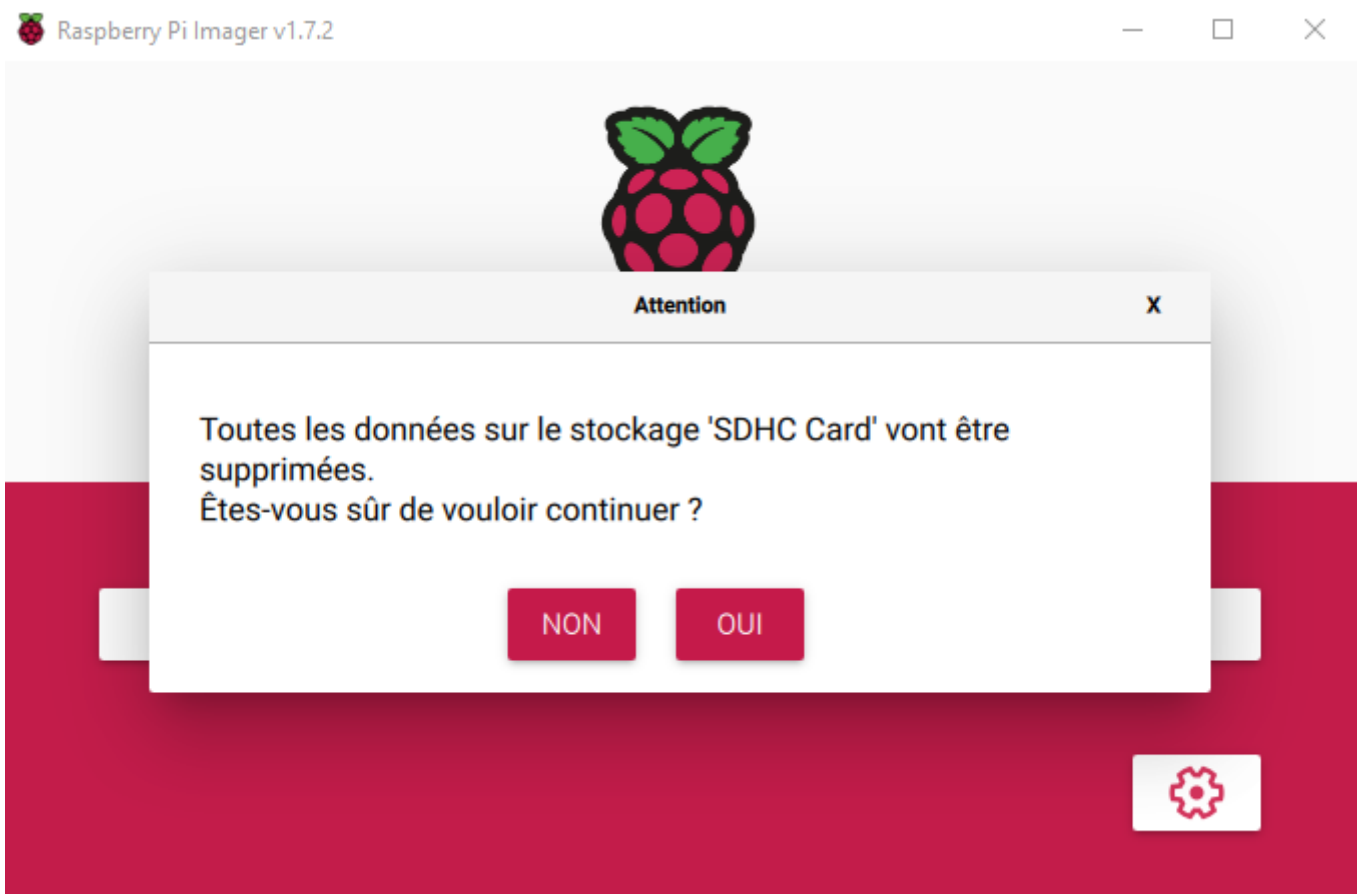 Raspberry Pi Imager v1.7.2
Attention
X
Toutes les données sur le stockage 'SDHC Card' vont être
supprimées.
Êtes-vous sûr de vouloir continuer ?
NON
OUI